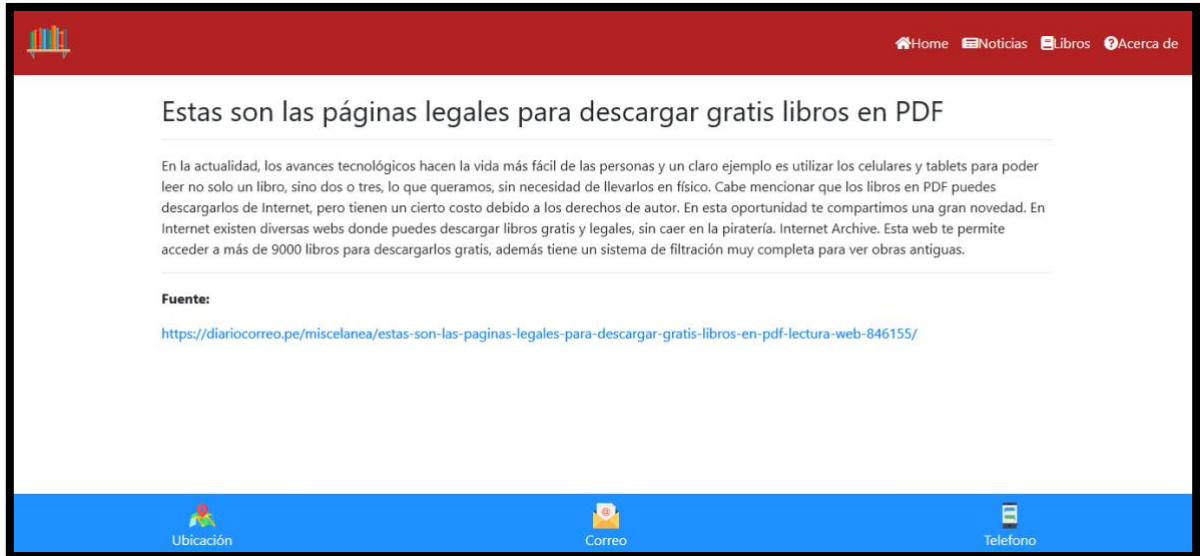 Home Noticias Libros Acerca de
Estas son las páginas legales para descargar gratis libros en PDF
En la actualidad, los avances tecnológicos hacen la vida más fácil de las personas y un claro ejemplo es utilizar los celulares y tablets para poder
leer no solo un libro, sino dos o tres, lo que queramos, sin necesidad de llevarlos en físico. Cabe mencionar que los libros en PDF puedes
descargarlos de Internet, pero tienen un cierto costo debido a los derechos de autor. En esta oportunidad te compartimos una gran novedad. En
Internet existen diversas webs donde puedes descargar libros gratis y legales, sin caer en la piratería. Internet Archive. Esta web te permite
acceder a más de 9000 libros para descargarlos gratis, además tiene un sistema de filtración muy completa para ver obras antiguas.
Fuente:
https://diariocorreo.pe/miscelanea/estas-son-las-paginas-legales-para-descargar-gratis-libros-en-pdf-lectura-web-846155/
Ubicación Correo Telefono